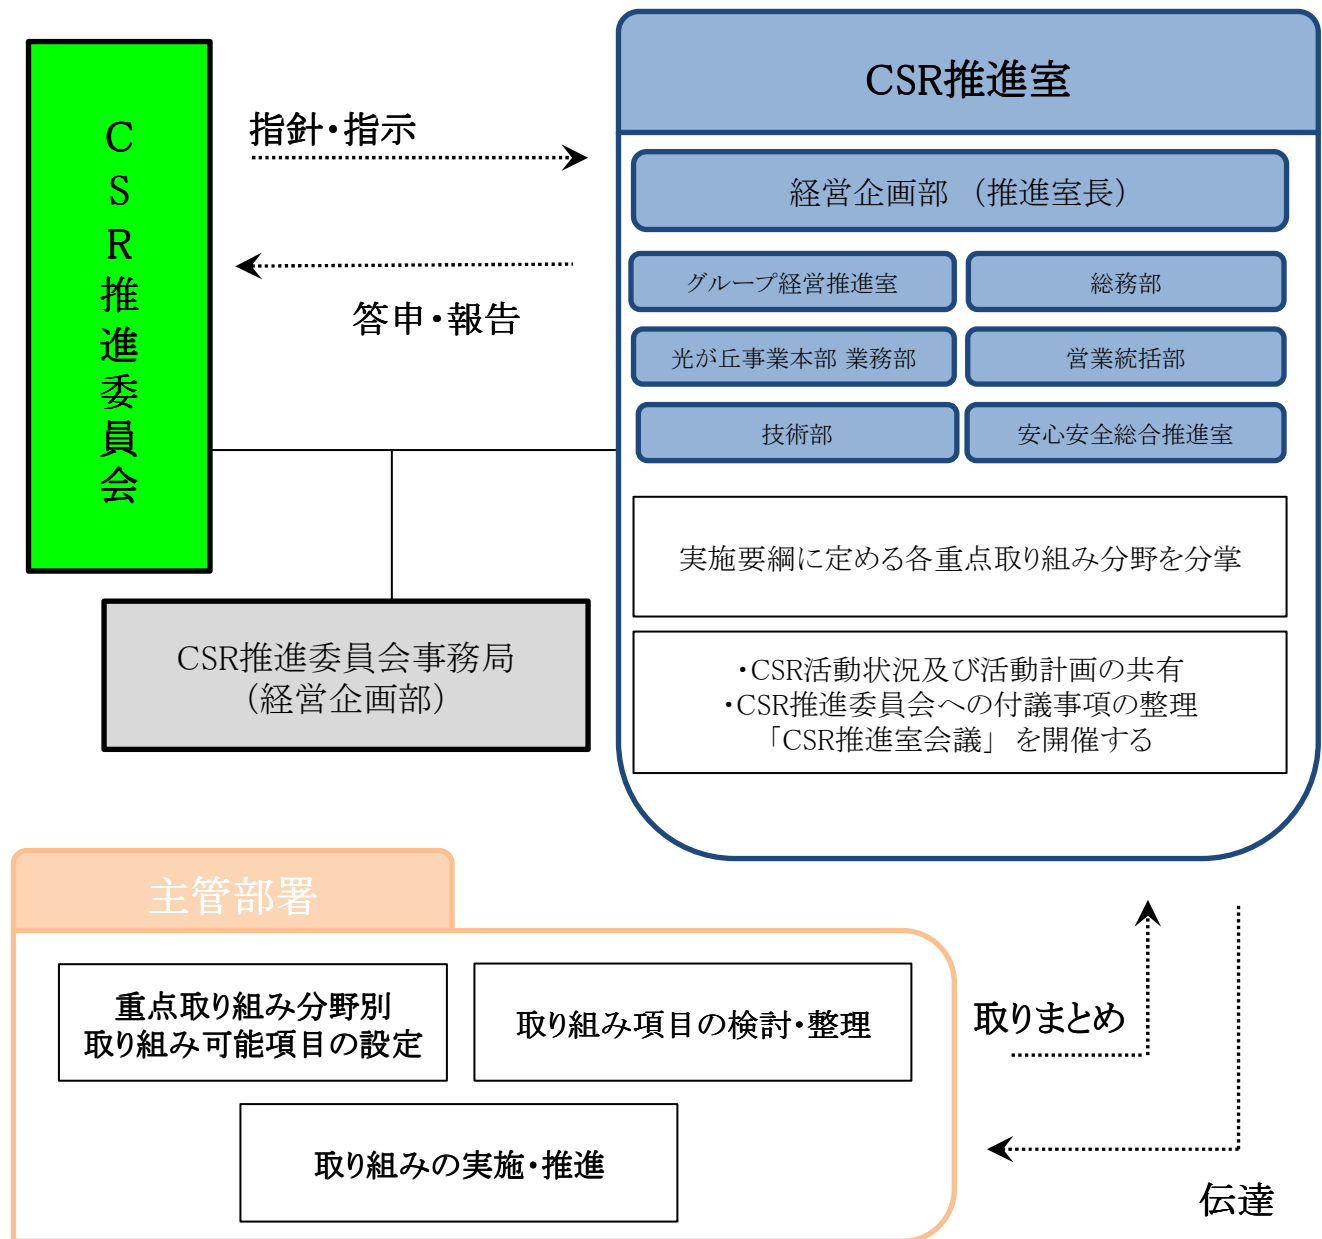 CSR推進委員会
指針・指示
答申・報告
CSR推進室
経営企画部 （推進室長）
グループ経営推進室
総務部
光が丘事業本部 業務部
営業統括部
技術部
安心安全総合推進室
実施要綱に定める各重点取り組み分野を分掌
・CSR活動状況及び活動計画の共有
・CSR推進委員会への付議事項の整理
「CSR推進室会議」 を開催する
CSR推進委員会事務局
（経営企画部）
主管部署
重点取り組み分野別
取り組み可能項目の設定
取り組み項目の検討・整理
取り組みの実施・推進
取りまとめ
伝達